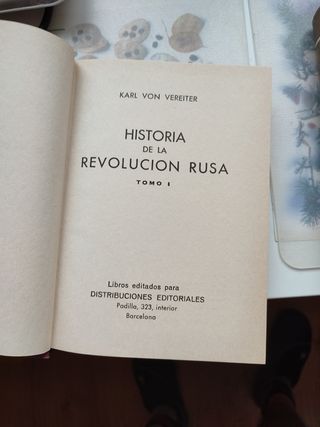 KARL VON VEREITER
HISTORIA
DE LA
REVOLUCION RUSA
TOMO I
Libros editados para
DISTRIBUCIONES EDITORIALES
Padilla, 323, interior
Barcelona